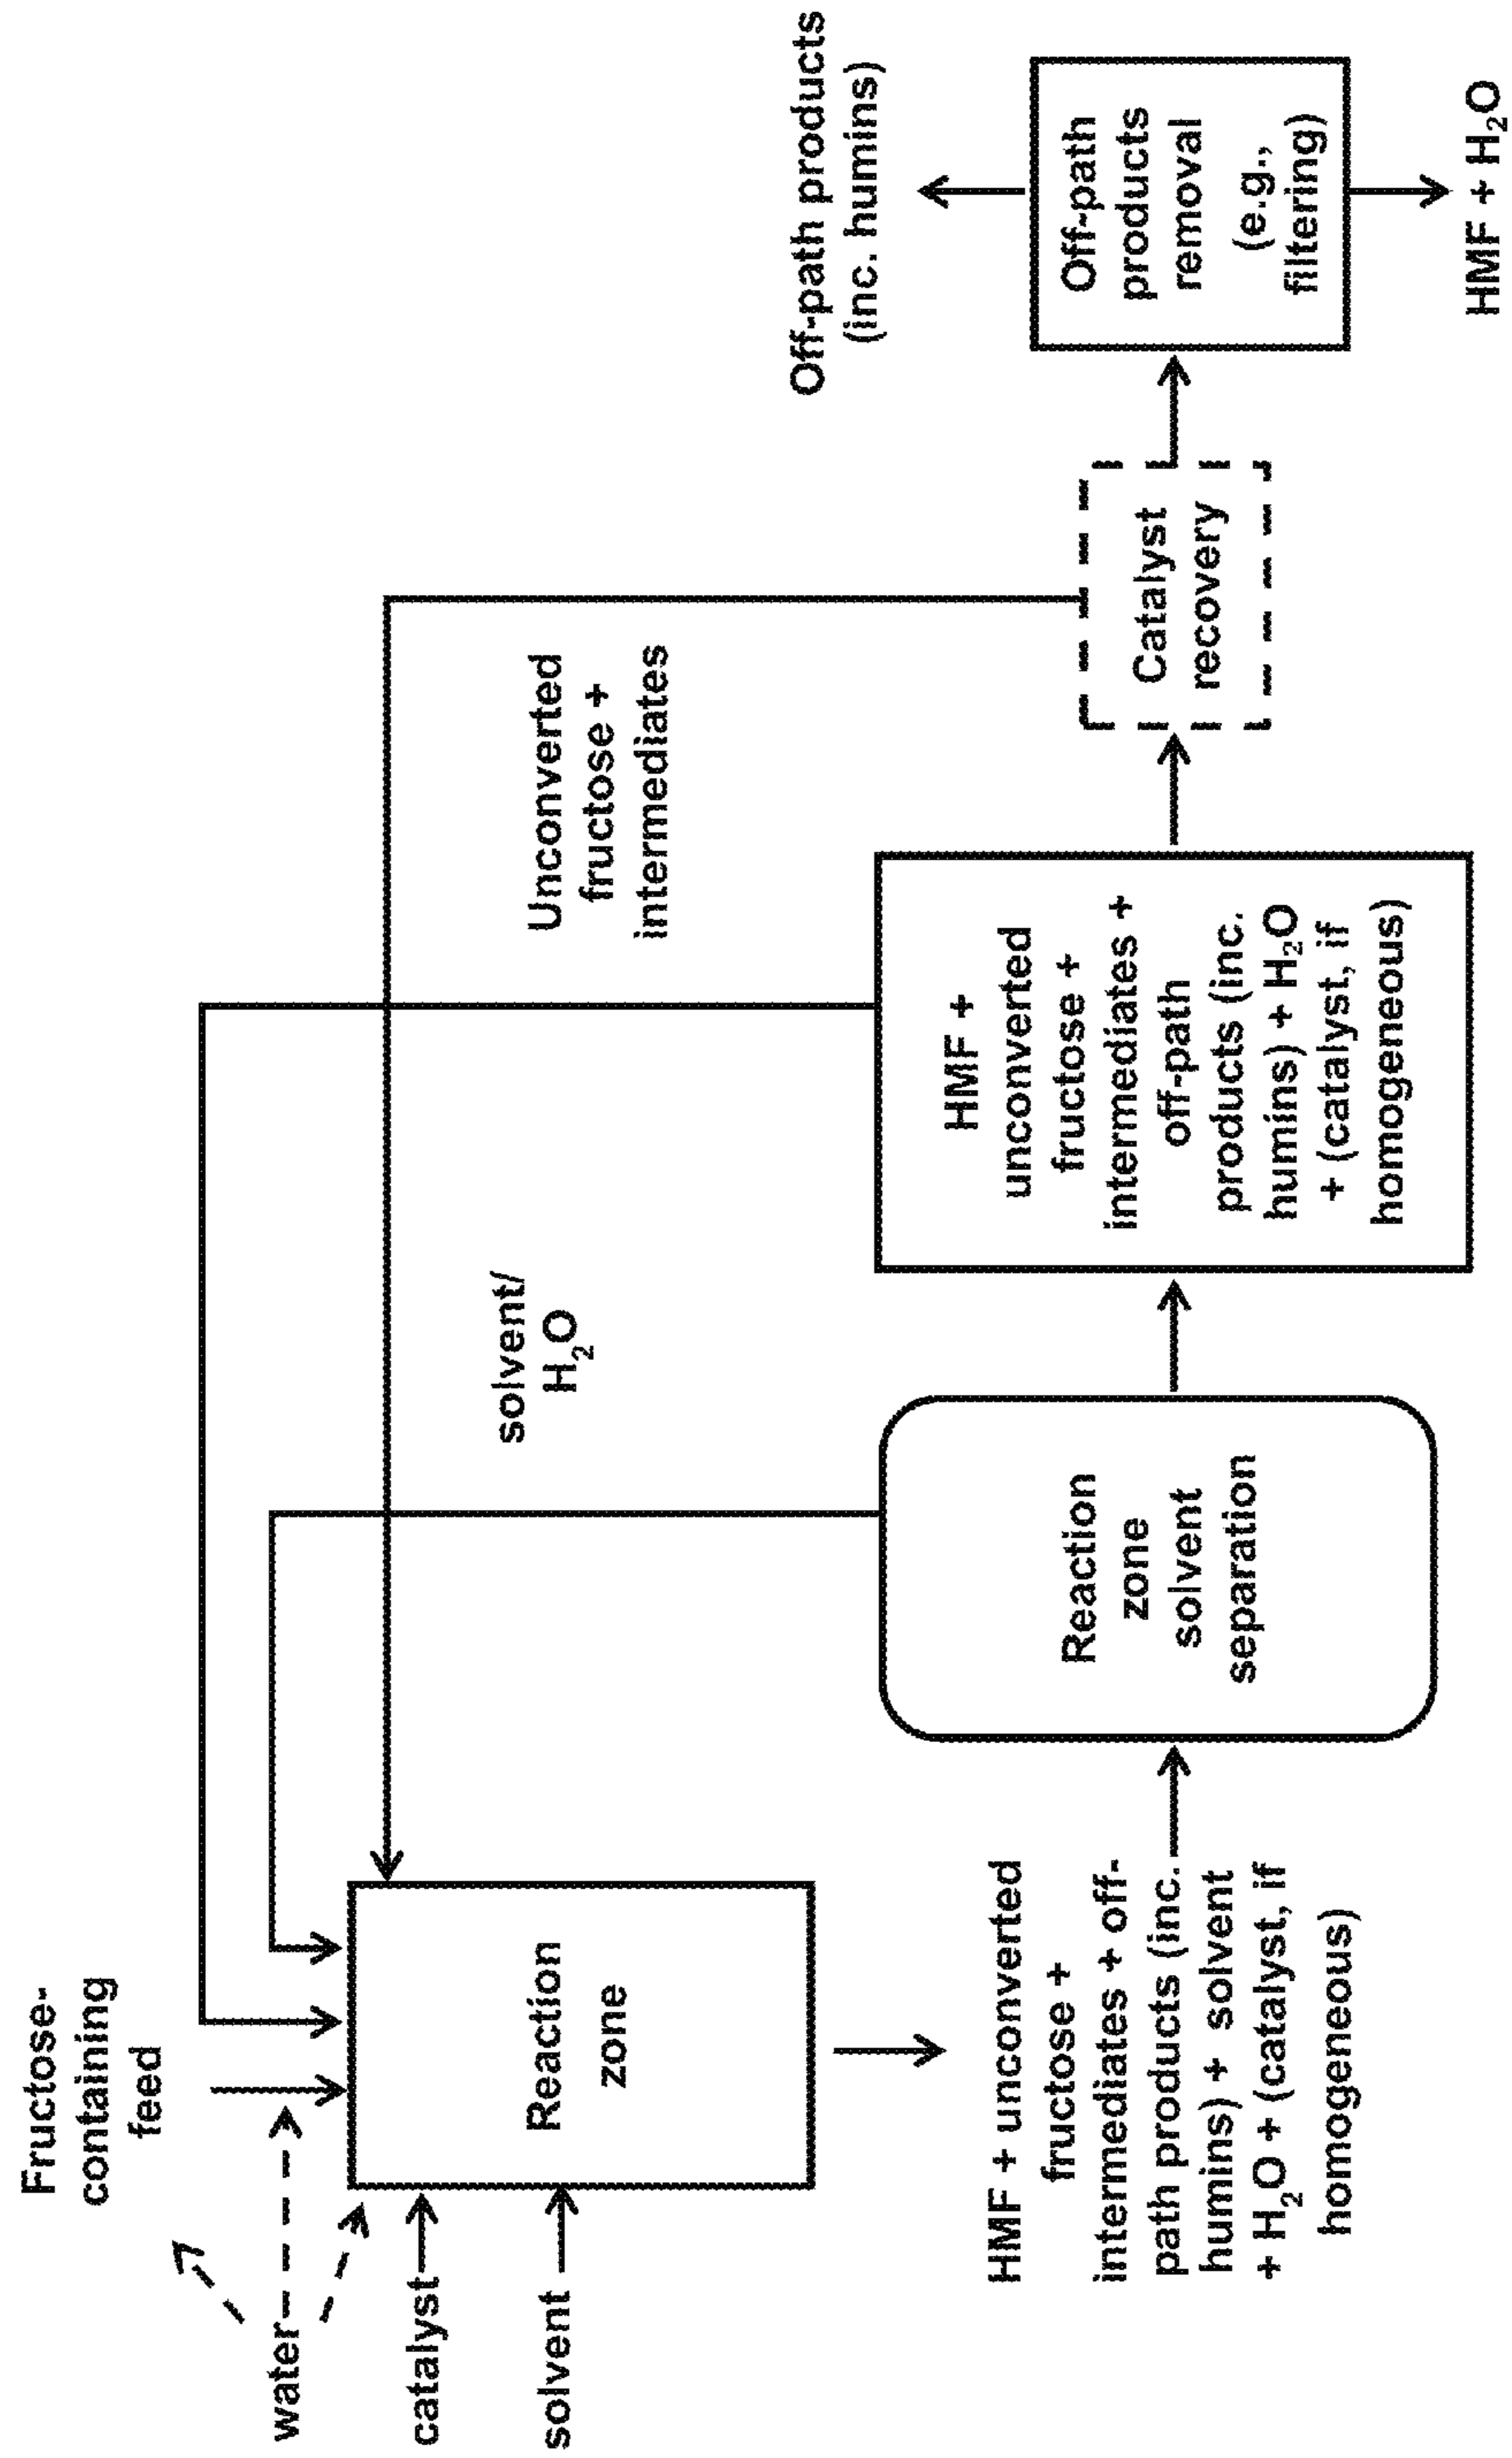 Fructose-
containing
feed
water
catalyst
solvent
Reaction
zone
HMF + unconverted
fructose +
intermediates + off-
path products (inc.
humins) + solvent
+ H₂O + (catalyst, if
homogeneous)
Reaction
zone
solvent
separation
solvent/
H₂O
HMF +
unconverted
fructose +
intermediates +
off-path
products (inc.
humins) + H₂O
+ (catalyst, if
homogeneous)
Unconverted
fructose +
intermediates
Catalyst
recovery
Off-path products
(inc. humins)
Off-path
products
removal
(e.g.,
filtering)
HMF + H₂O